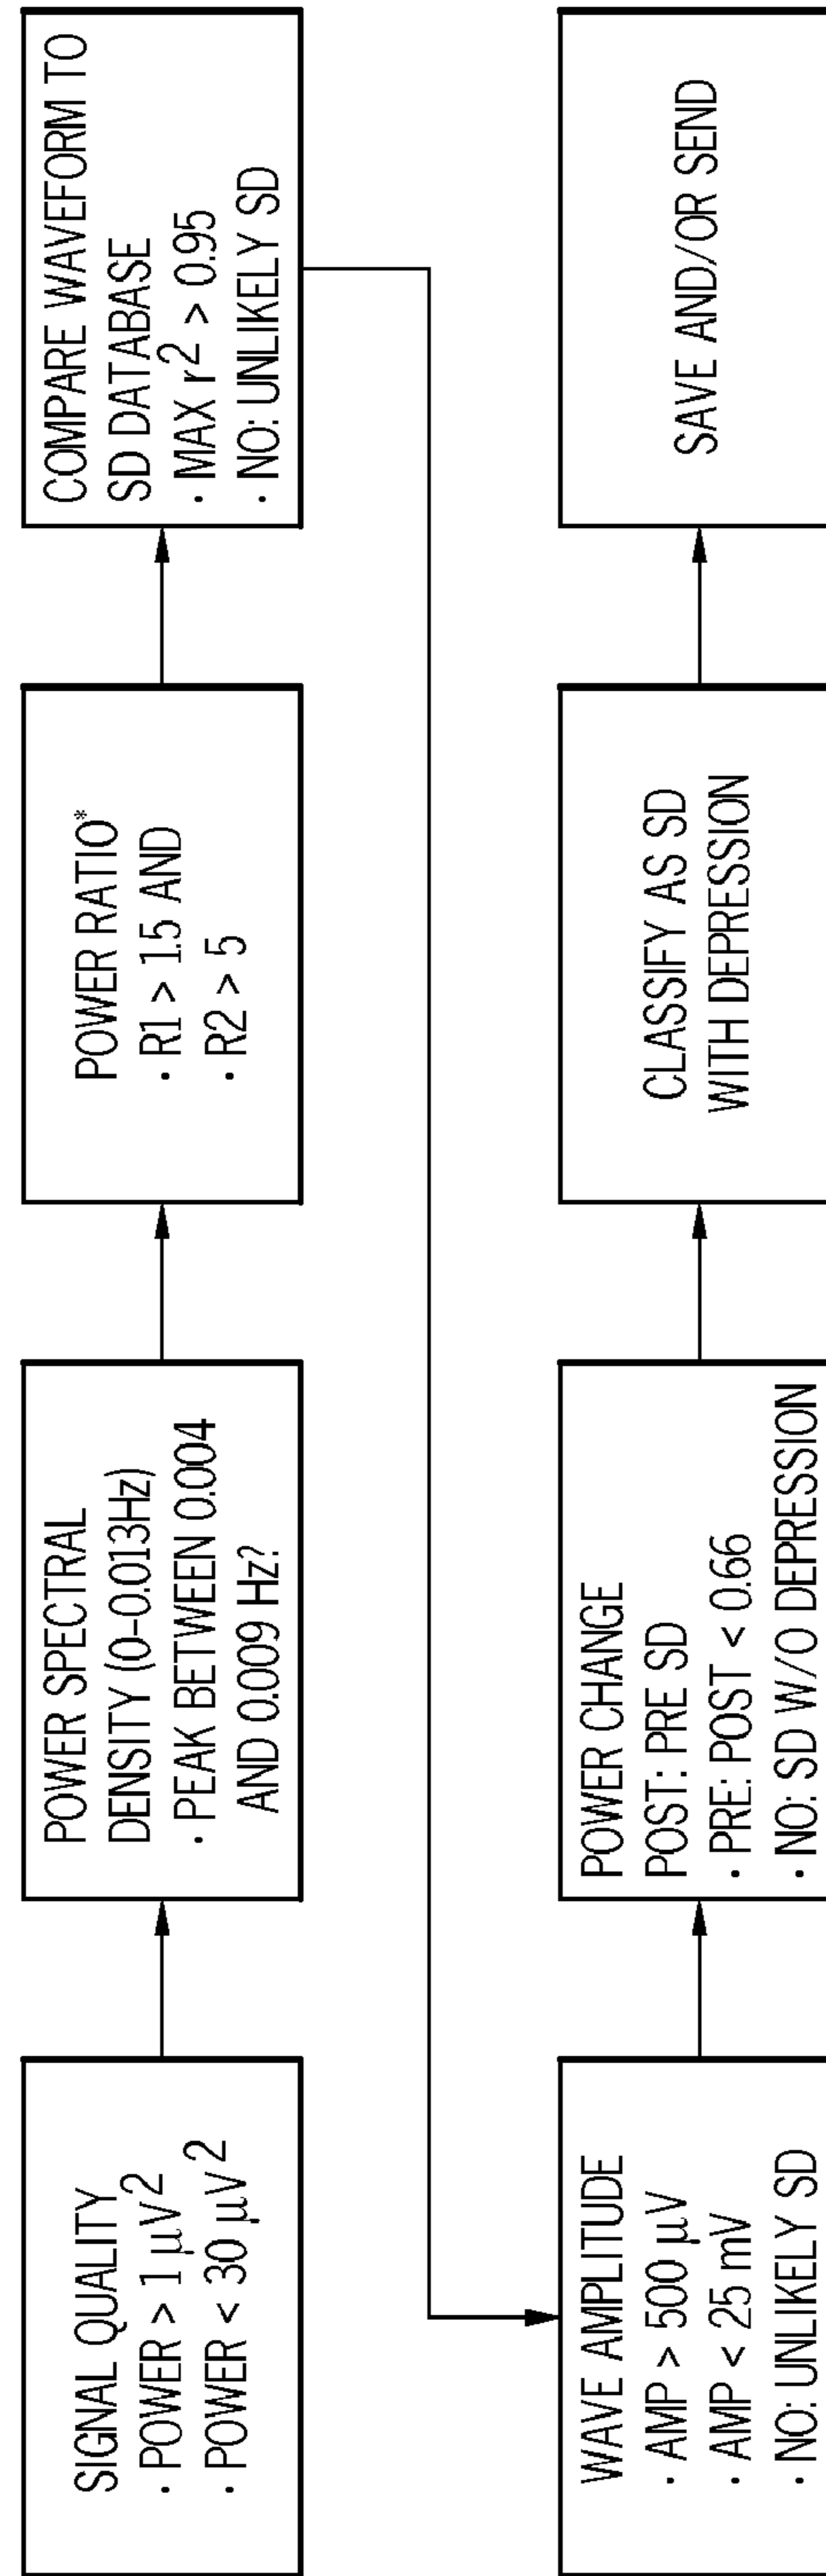 SIGNAL QUALITY
· POWER > 1 μV²
· POWER < 30 μV²
POWER SPECTRAL
DENSITY (0-0.013Hz)
· PEAK BETWEEN 0.004
AND 0.009 Hz?
POWER RATIO*
· R1 > 1.5 AND
· R2 > 5
COMPARE WAVEFORM TO
SD DATABASE
· MAX r² > 0.95
· NO: UNLIKELY SD
WAVE AMPLITUDE
· AMP > 500 μV
· AMP < 25 mV
· NO: UNLIKELY SD
POWER CHANGE
POST: PRE SD
· PRE: POST < 0.66
· NO: SD W/O DEPRESSION
CLASSIFY AS SD
WITH DEPRESSION
SAVE AND/OR SEND